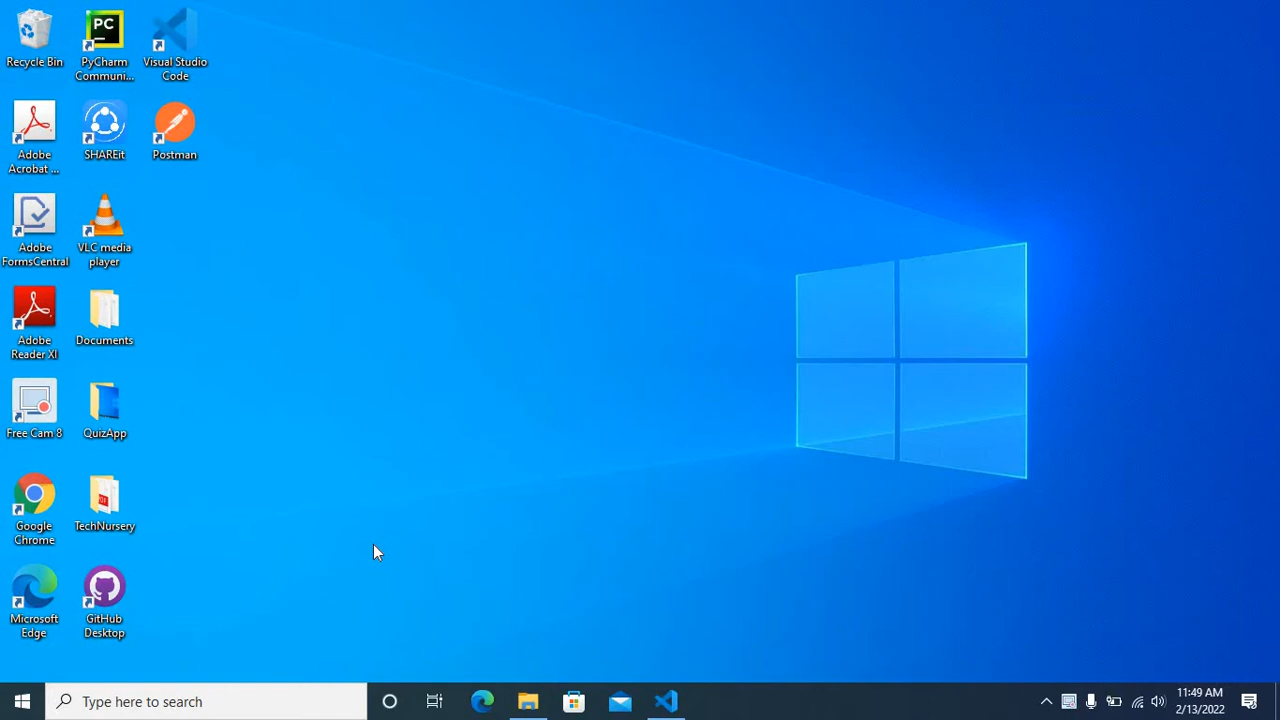 Recycle Bin
PC
PyCharm
Communi...
Visual Studio
Code
Adobe
Acrobat ...
SHAREit
Postman
Adobe
FormsCentral
VLC media
player
Adobe
Reader XI
Documents
Free Cam 8
QuizApp
Google
Chrome
TechNursery
Microsoft
Edge
GitHub
Desktop
Type here to search
11:49 AM
2/13/2022